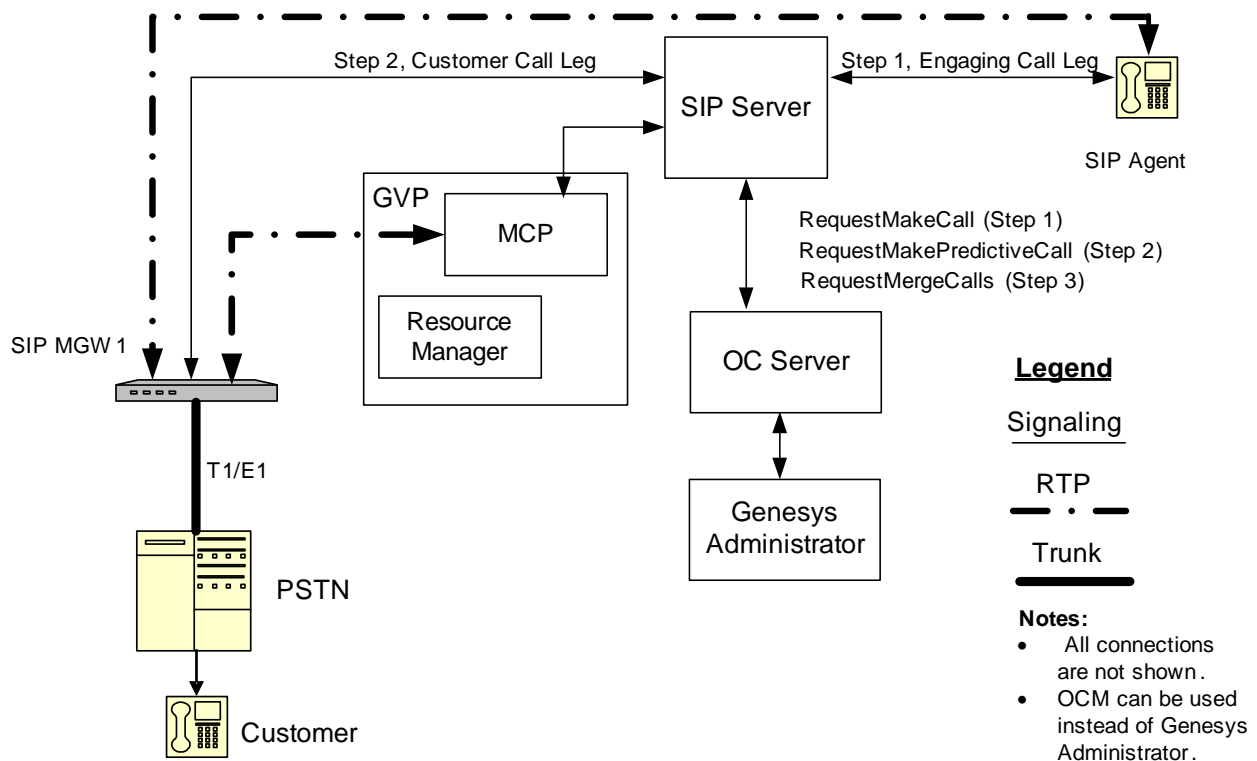 Step 2, Customer Call Leg
Step 1, Engaging Call Leg
SIP Server
SIP Agent
GVP
MCP
RequestMakeCall (Step 1)
RequestMakePredictiveCall (Step 2)
RequestMergeCalls (Step 3)
Resource
Manager
SIP MGW 1
OC Server
T1/E1
Genesys
Administrator
PSTN
Customer
Legend
Signaling
RTP
Trunk
Notes:
• All connections
are not shown.
• OCM can be used
instead of Genesys
Administrator.